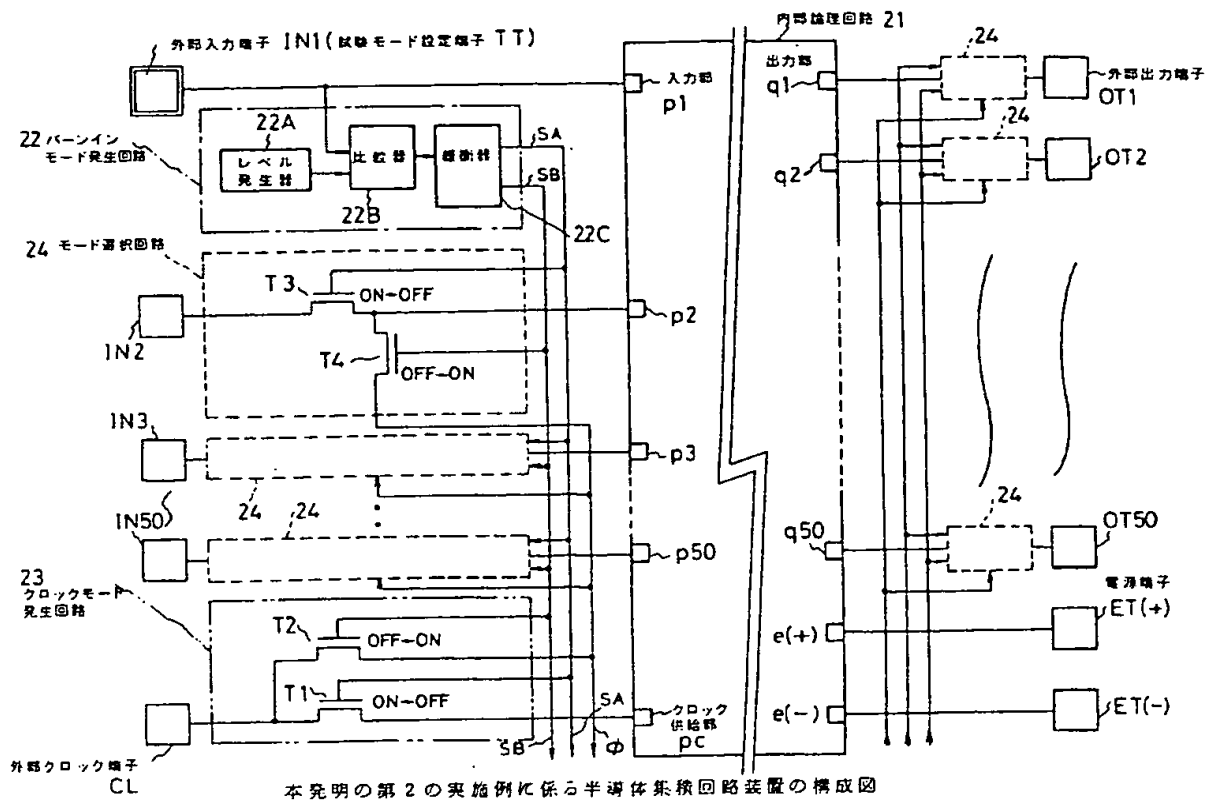 外部入力端子 IN1(試験モード設定端子 TT)
内部論理回路 21
入力部
p1
出力部
q1
24
外部出力端子
OT1
22 バーンイン
モード発生回路
22A
レベル
発生器
比較器
22B
緩衝器
22C
SA
SB
q2
24
OT2
24 モード選択回路
T3
ON→OFF
IN2
p2
T4
OFF→ON
IN3
24
p3
IN50
24
p50
q50
24
OT50
23
クロックモード
発生回路
T2
OFF→ON
T1
ON→OFF
SB
SA
Φ
クロック
供給部
pc
e(+)
電源端子
ET(+)
e(-)
ET(-)
外部クロック端子
CL
本発明の第2の実施例に係る半導体集積回路装置の構成図